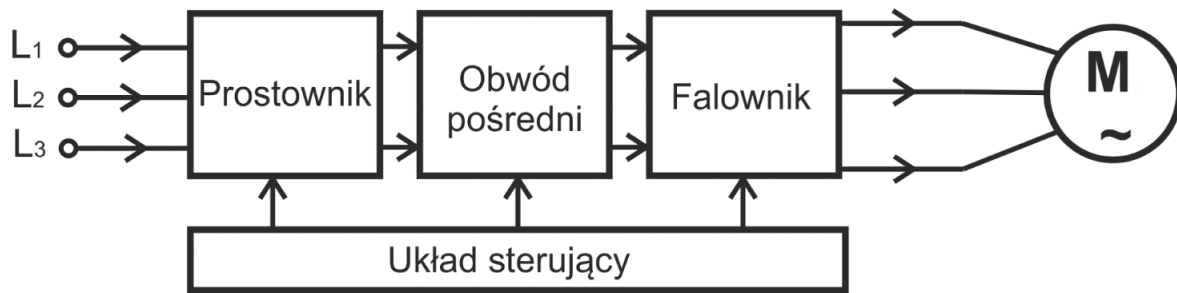 L1
L2
L3
Prostownik
Obwód
pośredni
Falownik
M
~
Układ sterujący